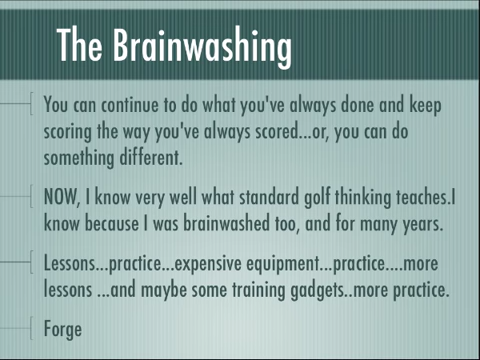 The Brainwashing
You can continue to do what you've always done and keep
scoring the way you've always scored...or, you can do
something different.
NOW, I know very well what standard golf thinking teaches.I
know because I was brainwashed too, and for many years.
Lessons...practice...expensive equipment...practice....more
lessons ...and maybe some training gadgets..more practice.
Forge